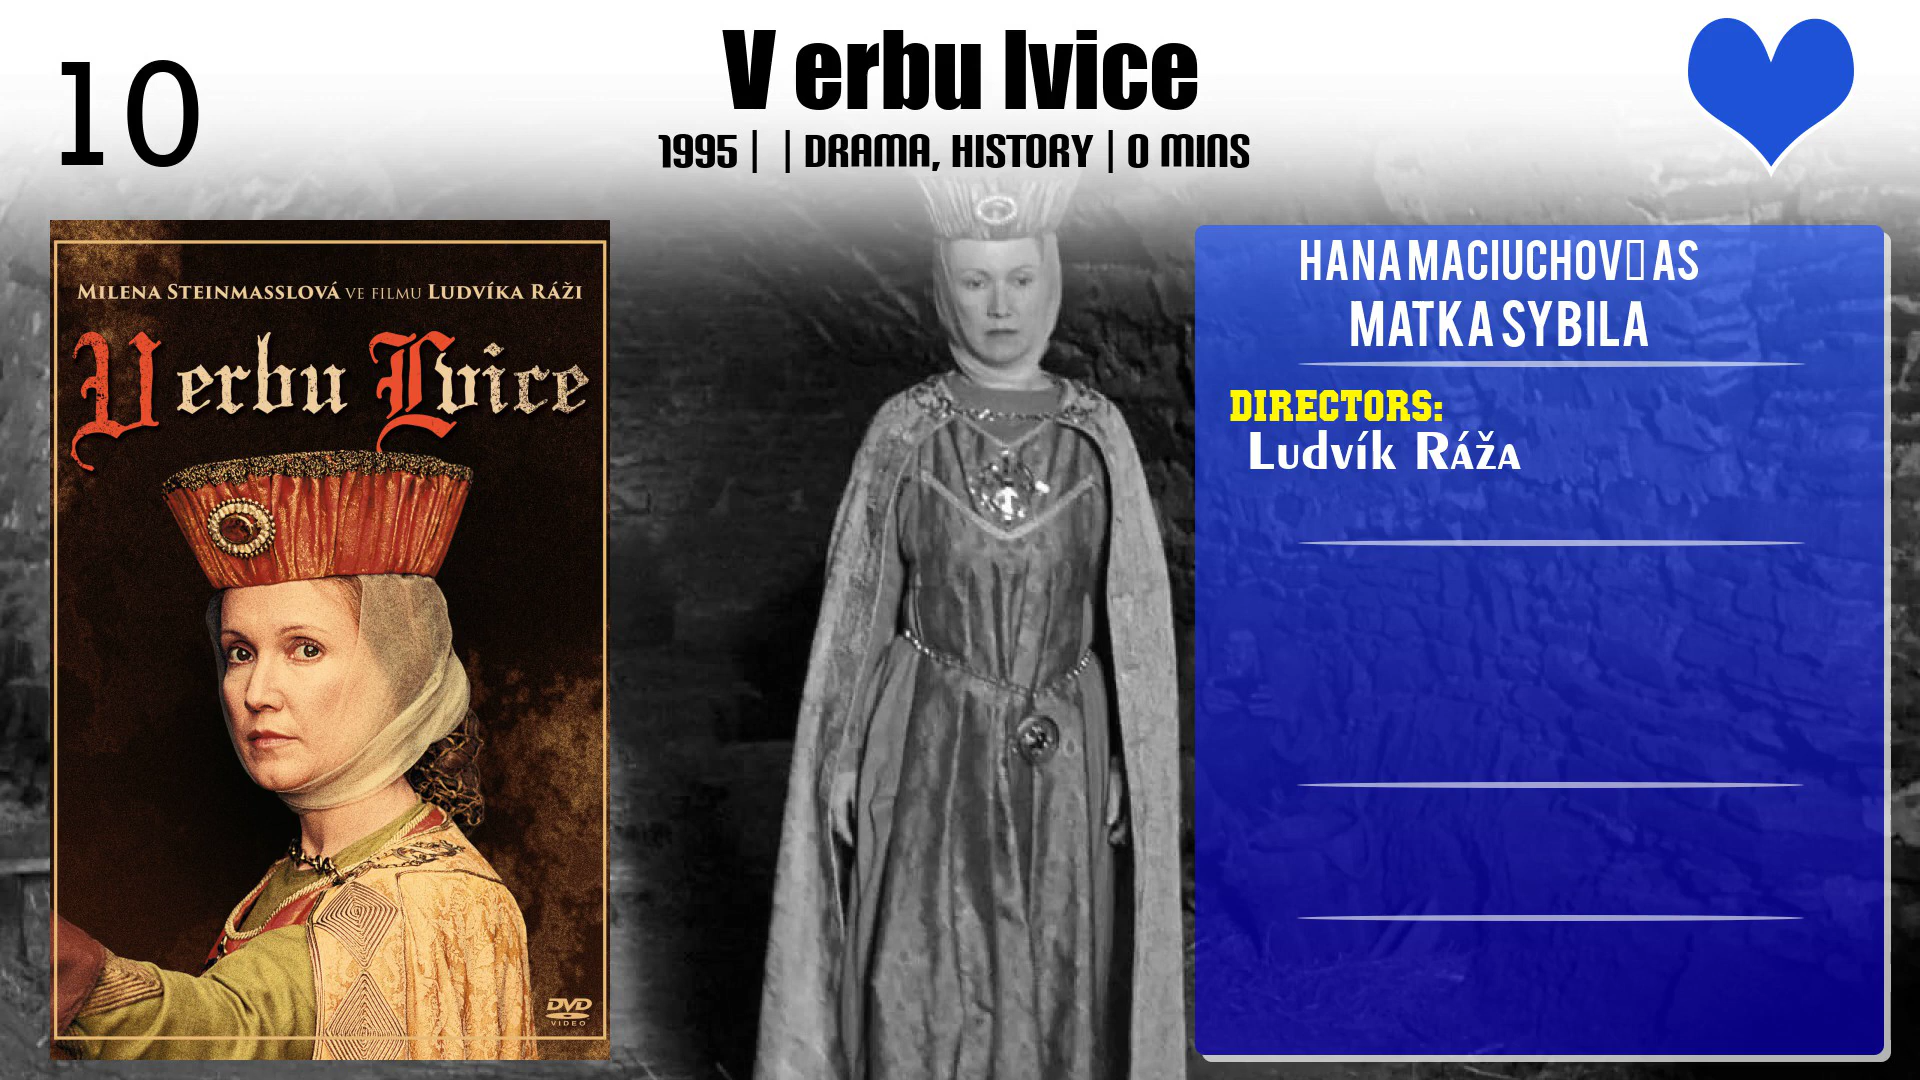 10
V erbu lvice
1995 | | DRAMA, HISTORY | 0 MINS
MILENA STEINMASSLOVÁ VE FILMU LUDVÍKA RÁŽI
V erbu Lvice
DVD
VIDEO
HANA MACIUCHOV▯ AS
MATKA SYBILA
DIRECTORS:
Ludvík Ráža